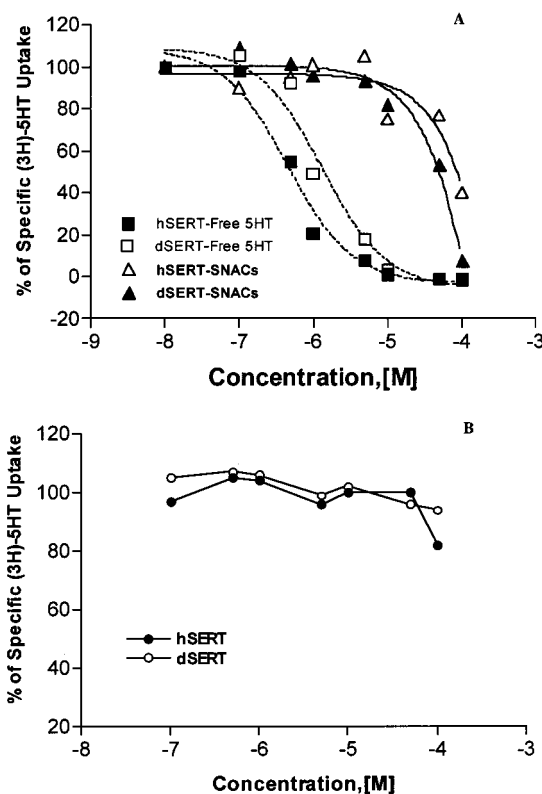 A
% of Specific (3H)-5HT Uptake
120
100
80
60
40
20
0
-20
hSERT-Free 5HT
dSERT-Free 5HT
hSERT-SNACs
dSERT-SNACs
-9 -8 -7 -6 -5 -4 -3
Concentration,[M]
B
% of Specific (3H)-5HT Uptake
120
100
80
60
40
20
hSERT
dSERT
-8 -7 -6 -5 -4 -3
Concentration,[M]